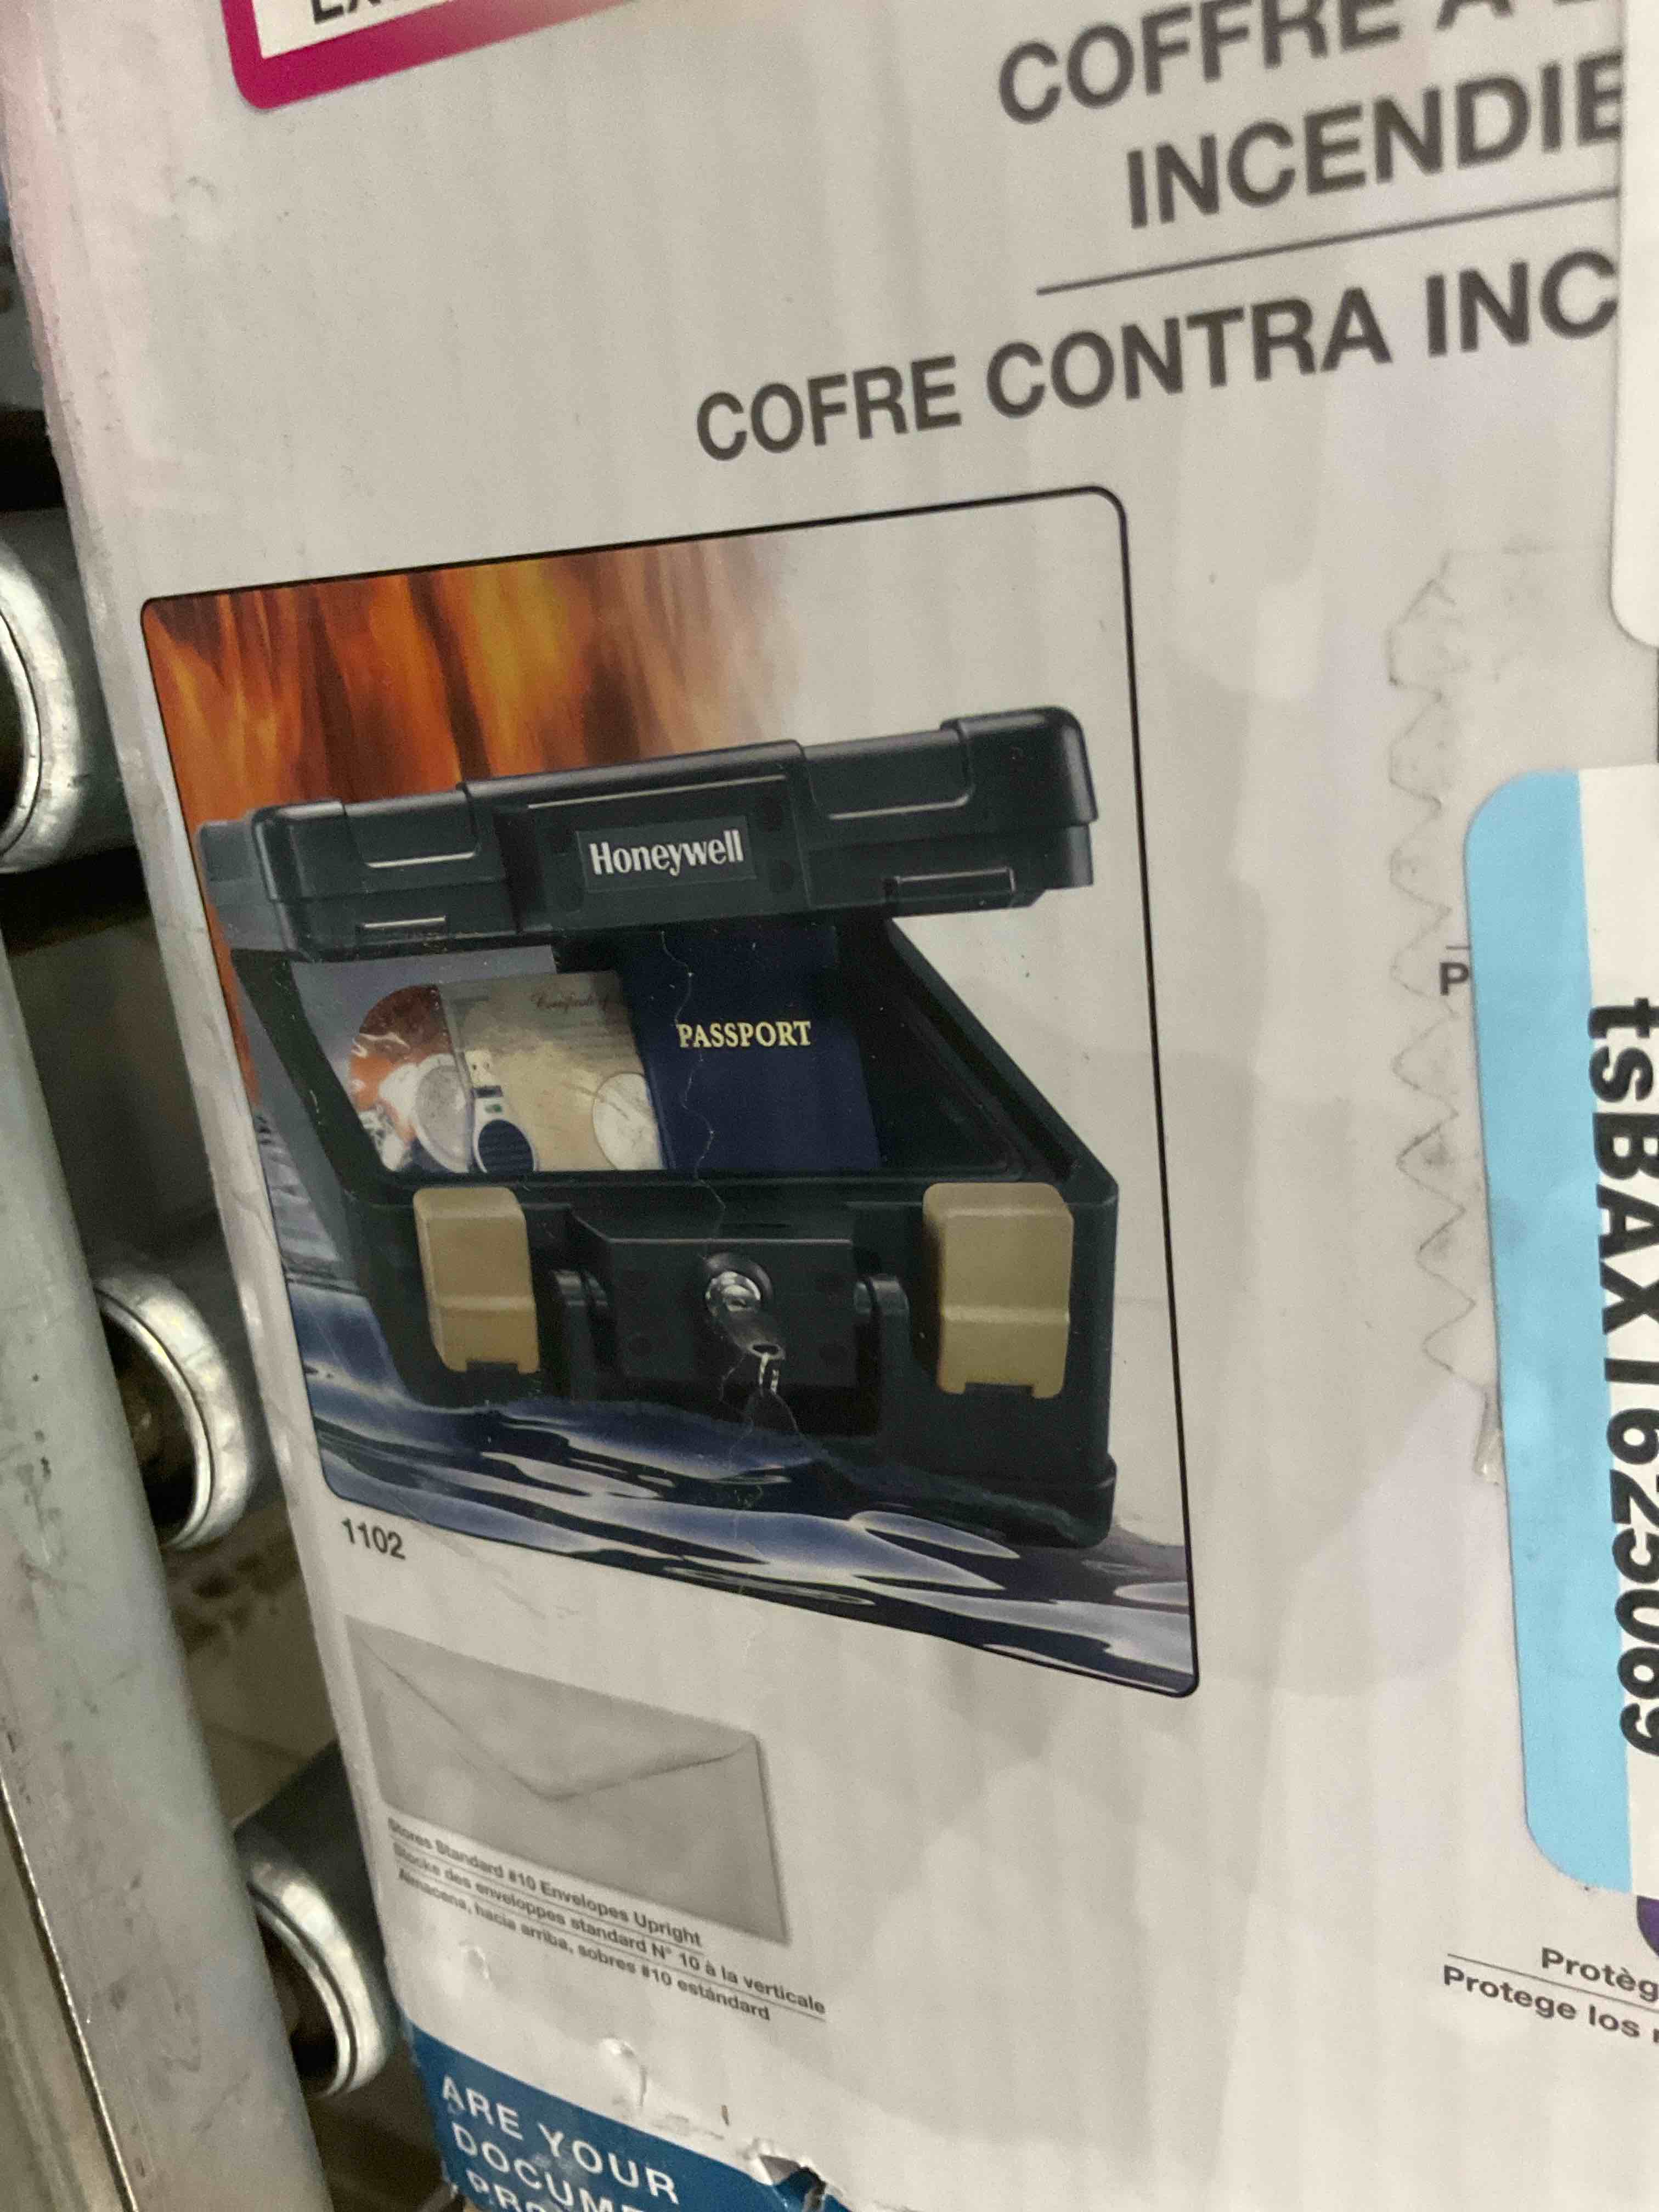 COFFRE À
INCENDIE
COFRE CONTRA INC
Honeywell
PASSPORT
P
tsBAX16225089
1102
Stores Standard #10 Envelopes Upright
Stocke des enveloppes standard N° 10 à la verticale
Almacena, hacia arriba, sobres #10 estándard
Protèg
Protege los
ARE YOUR
DOCUM